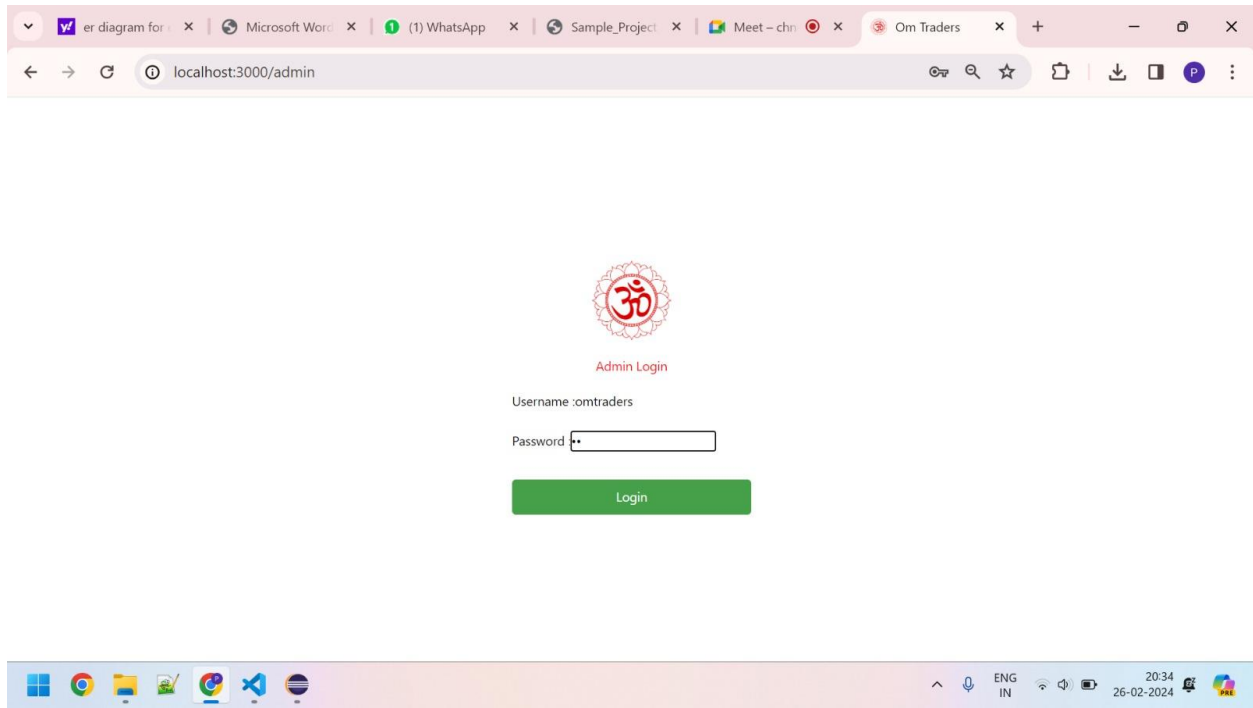 er diagram for
Microsoft Word
(1) WhatsApp
Sample_Project
Meet – chn
Om Traders
localhost:3000/admin
P
ॐ
Admin Login
Username :omtraders
Password :••
Login
ENG
IN
20:34
26-02-2024
PRE